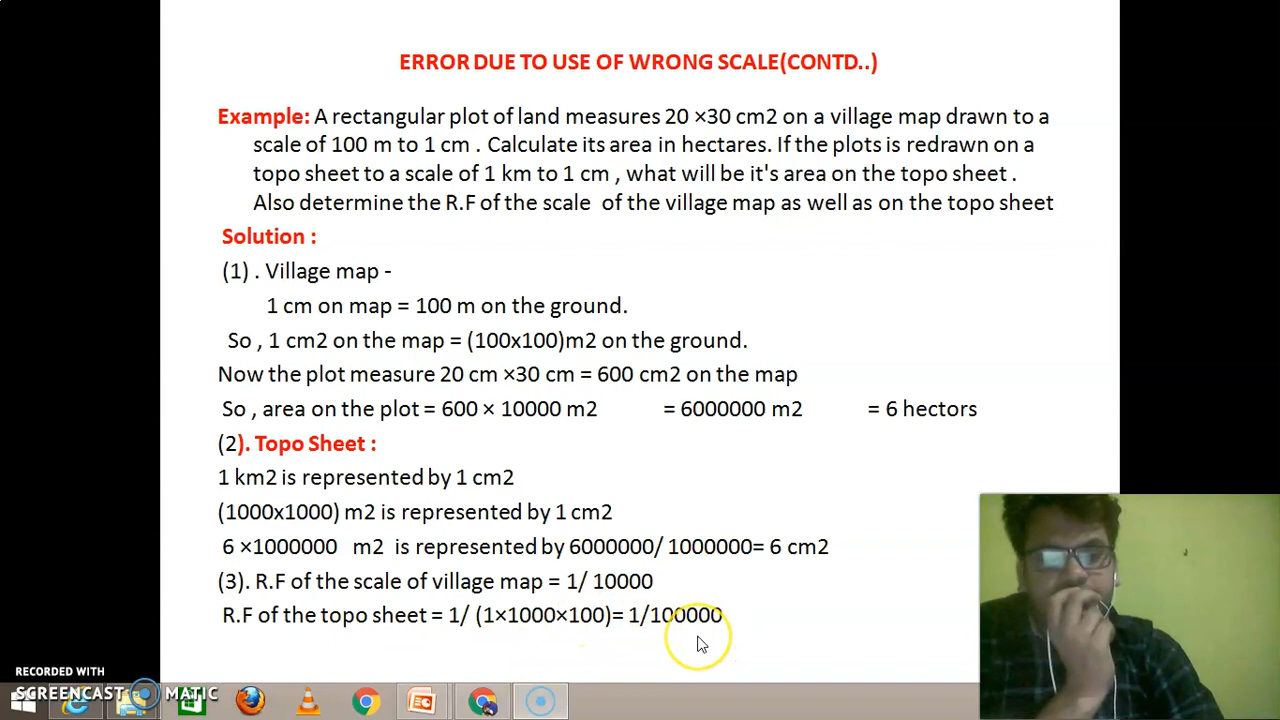 ERROR DUE TO USE OF WRONG SCALE(CONTD..)
Example: A rectangular plot of land measures 20 ×30 cm2 on a village map drawn to a
scale of 100 m to 1 cm . Calculate its area in hectares. If the plots is redrawn on a
topo sheet to a scale of 1 km to 1 cm , what will be it's area on the topo sheet .
Also determine the R.F of the scale of the village map as well as on the topo sheet
Solution :
(1) . Village map -
1 cm on map = 100 m on the ground.
So , 1 cm2 on the map = (100x100)m2 on the ground.
Now the plot measure 20 cm ×30 cm = 600 cm2 on the map
So , area on the plot = 600 × 10000 m2 = 6000000 m2 = 6 hectors
(2). Topo Sheet :
1 km2 is represented by 1 cm2
(1000x1000) m2 is represented by 1 cm2
6 ×1000000 m2 is represented by 6000000/ 1000000= 6 cm2
(3). R.F of the scale of village map = 1/ 10000
R.F of the topo sheet = 1/ (1×1000×100)= 1/100000
RECORDED WITH
SCREENCAST MATIC